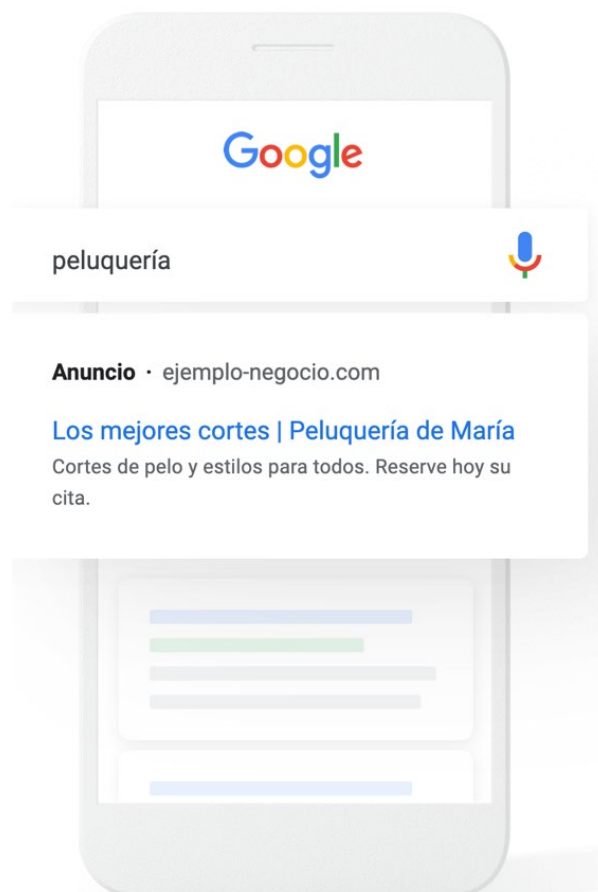 Google
peluquería
Anuncio · ejemplo-negocio.com
Los mejores cortes | Peluquería de María
Cortes de pelo y estilos para todos. Reserve hoy su
cita.